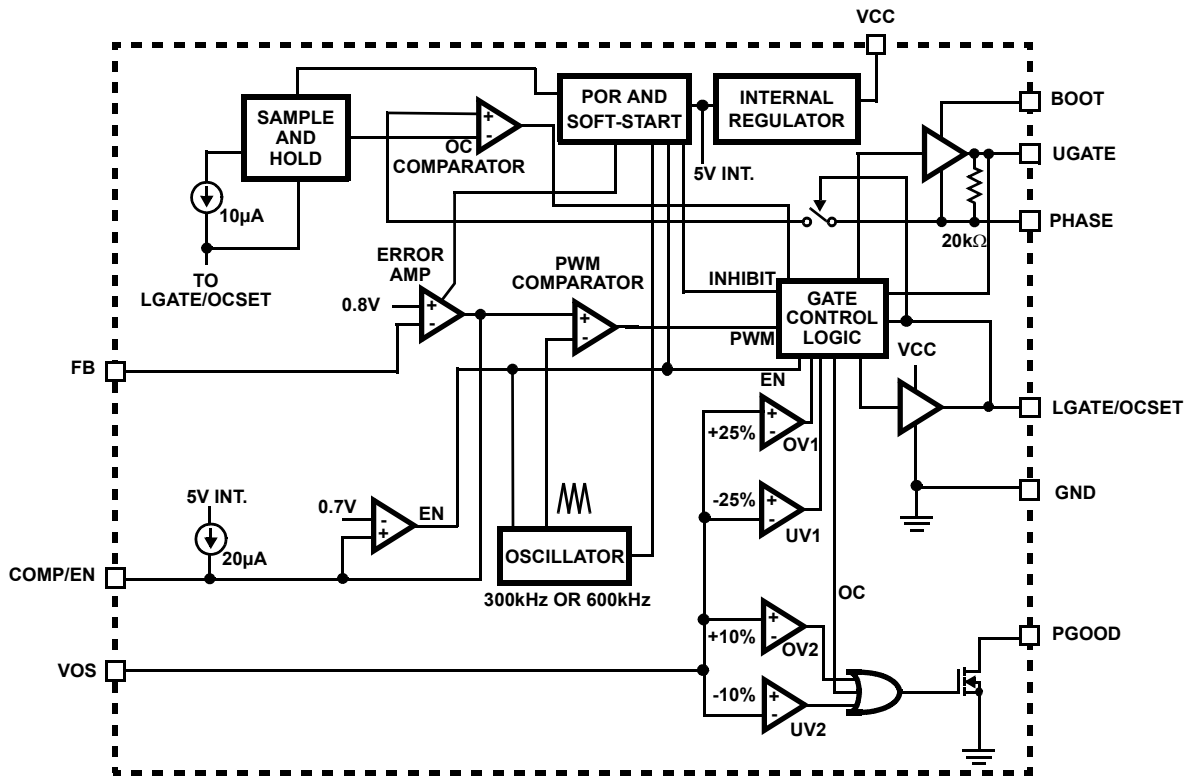 VCC
BOOT
UGATE
PHASE
20kΩ
SAMPLE
AND
HOLD
10µA
TO
LGATE/OCSET
+
-
OC
COMPARATOR
POR AND
SOFT-START
INTERNAL
REGULATOR
5V INT.
ERROR
AMP
0.8V
+
-
PWM
COMPARATOR
+
-
INHIBIT
PWM
EN
GATE
CONTROL
LOGIC
VCC
FB
LGATE/OCSET
GND
+25%
+
-
OV1
-25%
+
-
UV1
5V INT.
20µA
0.7V
-
+
EN
OSCILLATOR
300kHz OR 600kHz
COMP/EN
OC
+10%
+
-
OV2
PGOOD
VOS
-10%
+
-
UV2